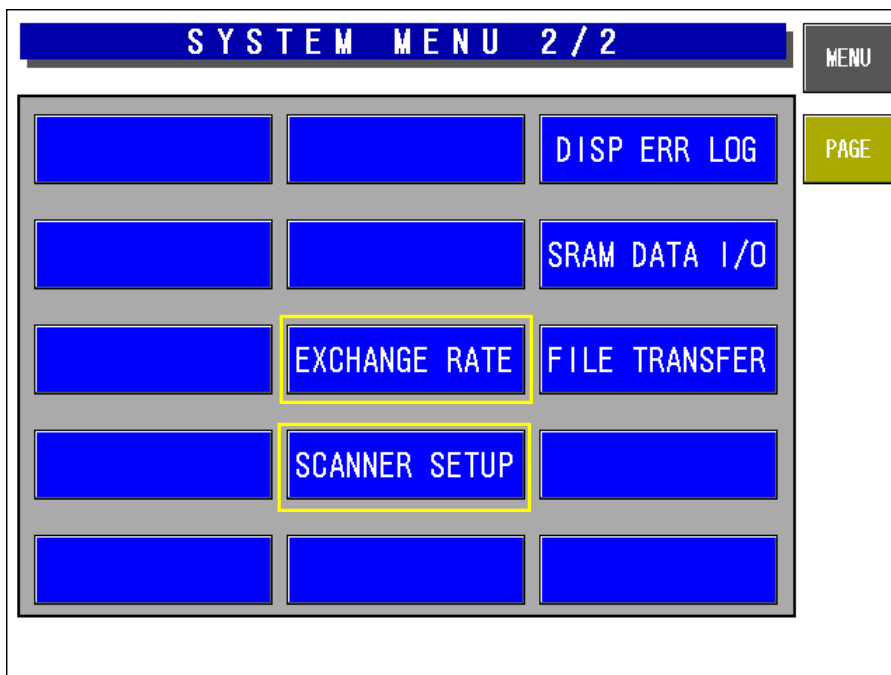 SYSTEM MENU 2/2
MENU
DISP ERR LOG
PAGE
SRAM DATA I/O
EXCHANGE RATE
FILE TRANSFER
SCANNER SETUP